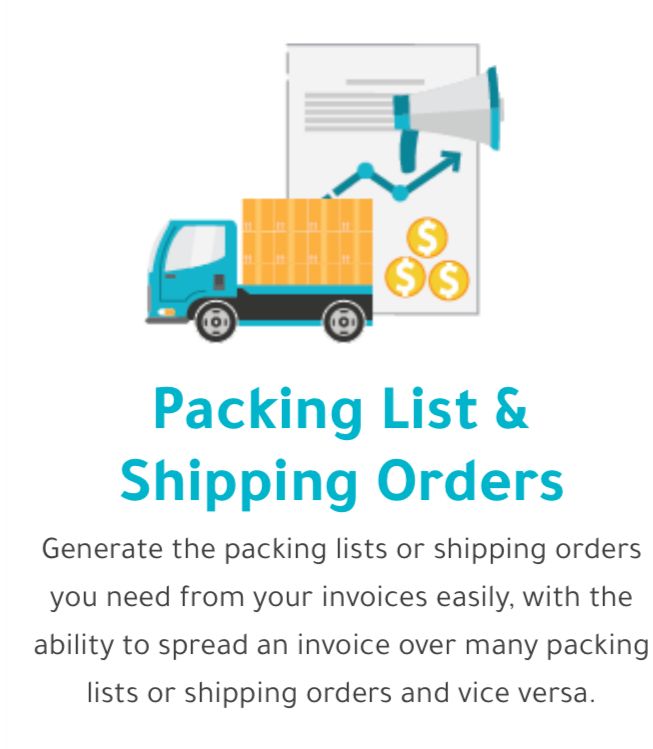 Packing List &
Shipping Orders
Generate the packing lists or shipping orders
you need from your invoices easily, with the
ability to spread an invoice over many packing
lists or shipping orders and vice versa.